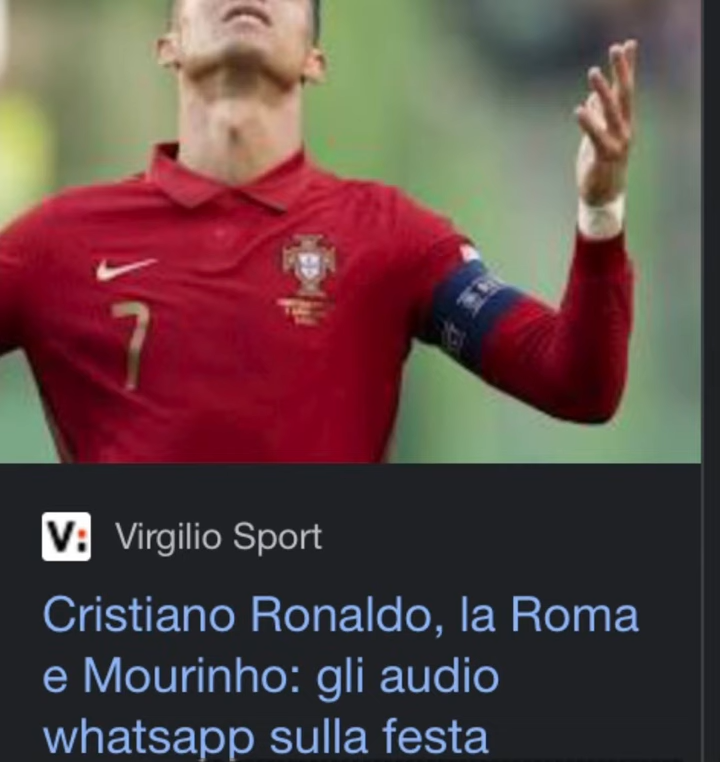 7
V:
Virgilio Sport
Cristiano Ronaldo, la Roma
e Mourinho: gli audio
whatsapp sulla festa